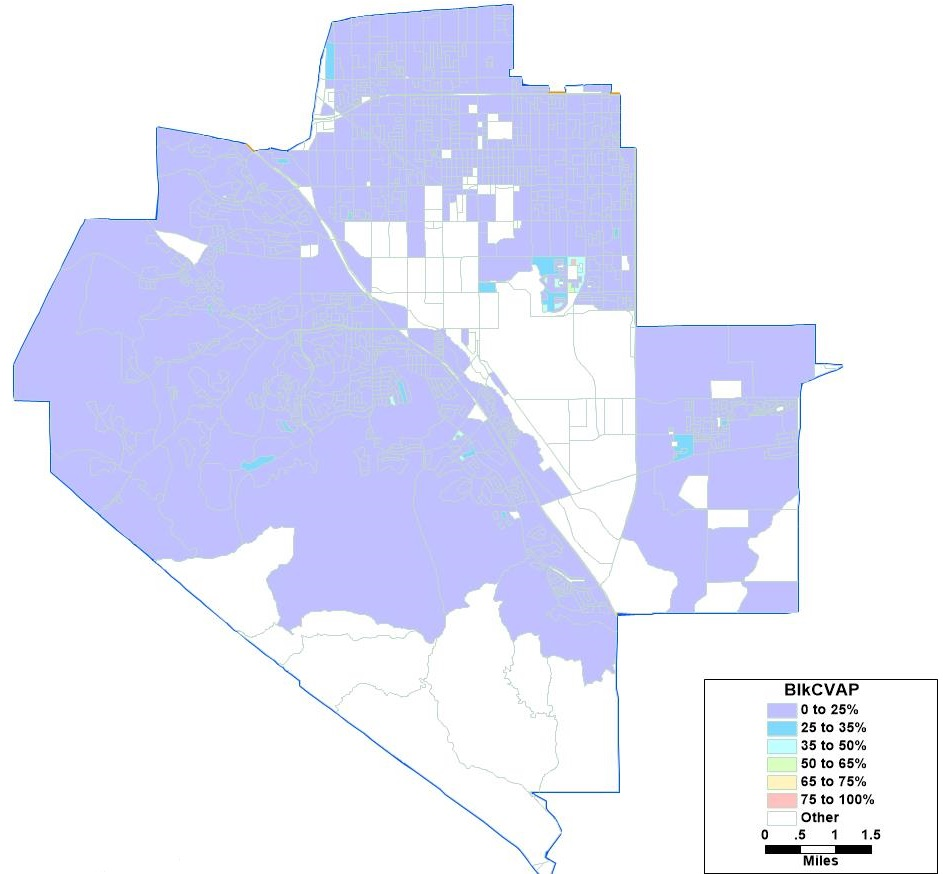 BlkCVAP
0 to 25%
25 to 35%
35 to 50%
50 to 65%
65 to 75%
75 to 100%
Other
0 .5 1 1.5
Miles